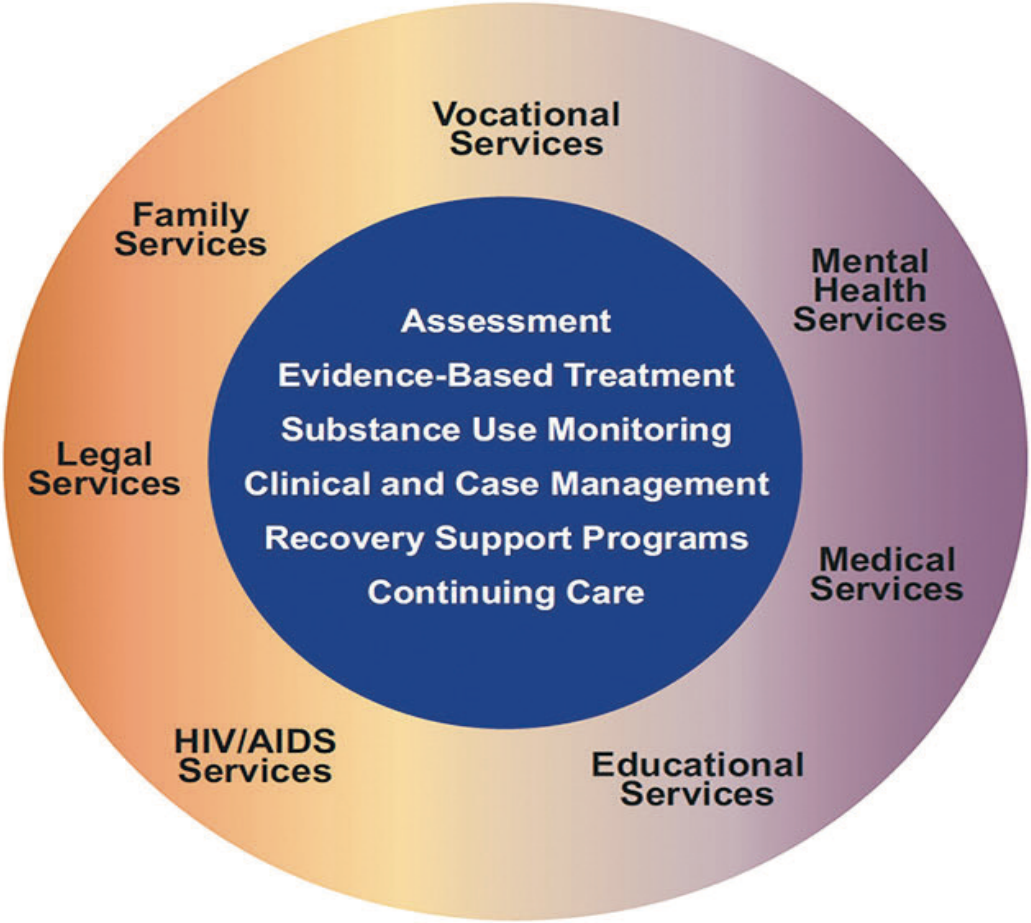 Vocational
Services
Family
Services
Mental
Health
Services
Assessment
Evidence-Based Treatment
Substance Use Monitoring
Clinical and Case Management
Recovery Support Programs
Continuing Care
Legal
Services
Medical
Services
HIV/AIDS
Services
Educational
Services